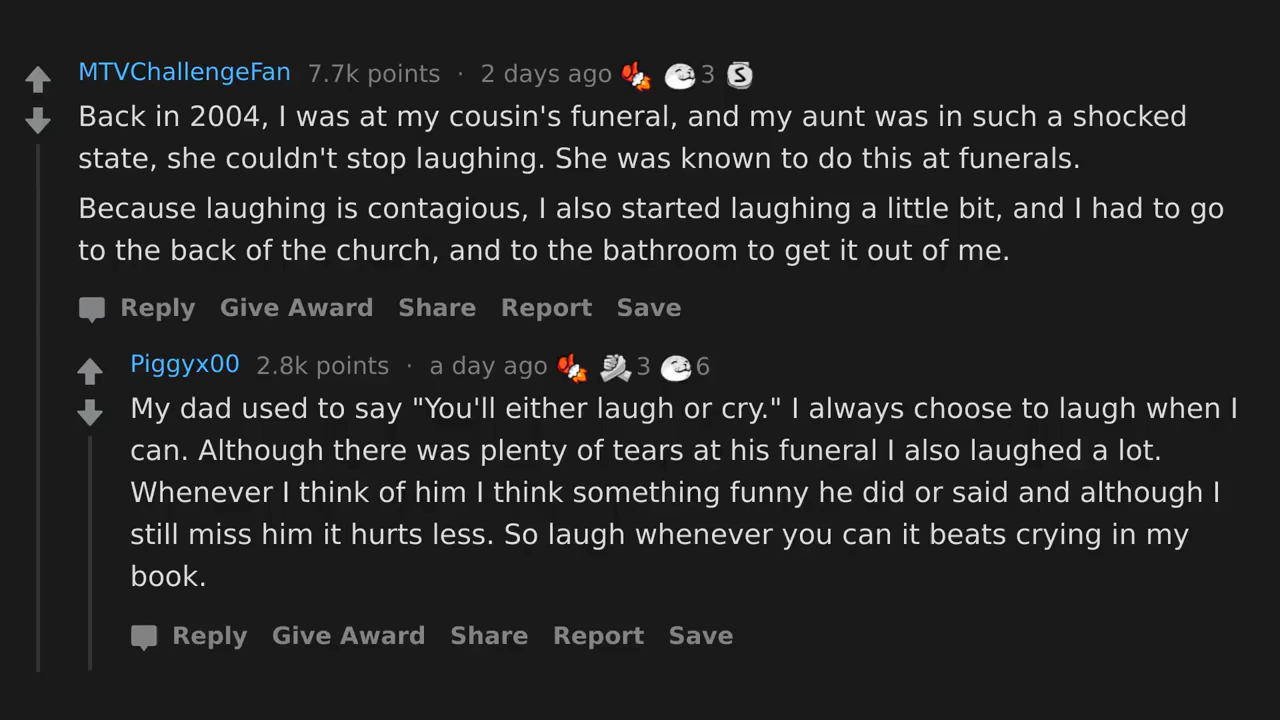 MTVChallengeFan 7.7k points · 2 days ago 3 S
Back in 2004, I was at my cousin's funeral, and my aunt was in such a shocked
state, she couldn't stop laughing. She was known to do this at funerals.
Because laughing is contagious, I also started laughing a little bit, and I had to go
to the back of the church, and to the bathroom to get it out of me.
Reply Give Award Share Report Save
Piggyx00 2.8k points · a day ago 3 6
My dad used to say "You'll either laugh or cry." I always choose to laugh when I
can. Although there was plenty of tears at his funeral I also laughed a lot.
Whenever I think of him I think something funny he did or said and although I
still miss him it hurts less. So laugh whenever you can it beats crying in my
book.
Reply Give Award Share Report Save